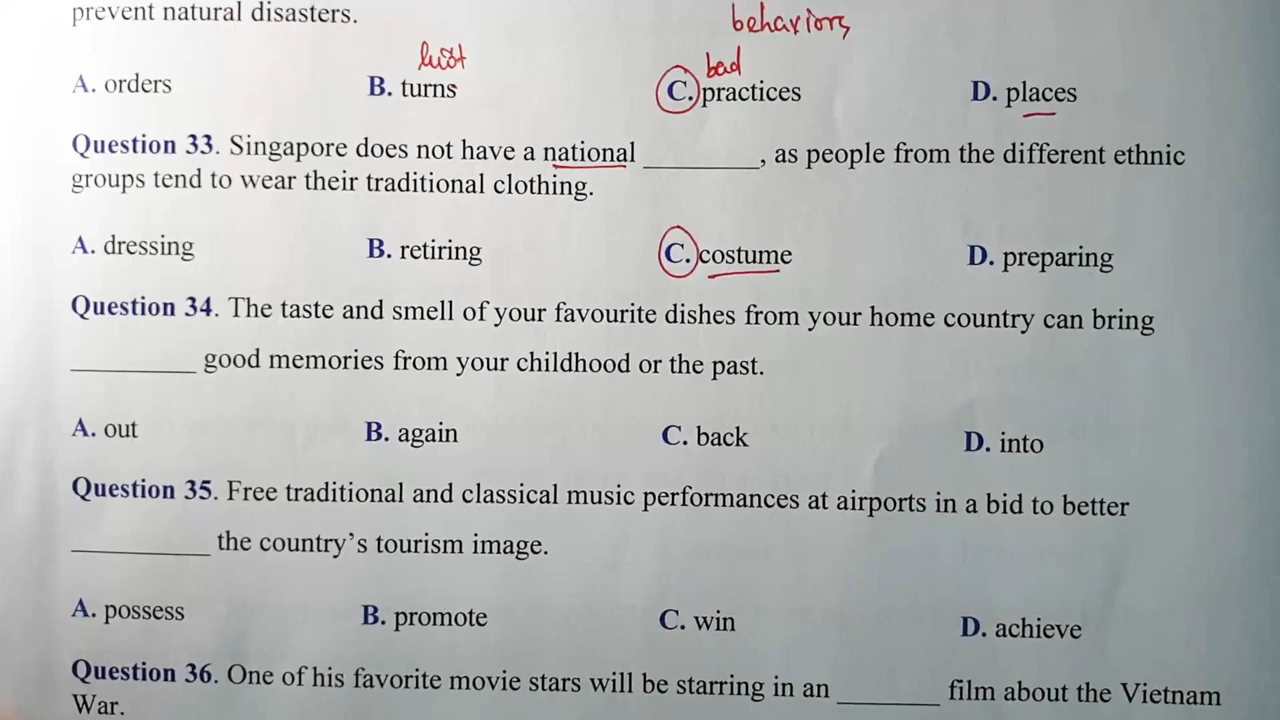 prevent natural disasters.
behaviors
lượt
bad
A. orders B. turns C. practices D. places
Question 33. Singapore does not have a national ________, as people from the different ethnic
groups tend to wear their traditional clothing.
A. dressing B. retiring C. costume D. preparing
Question 34. The taste and smell of your favourite dishes from your home country can bring
________ good memories from your childhood or the past.
A. out B. again C. back D. into
Question 35. Free traditional and classical music performances at airports in a bid to better
________ the country's tourism image.
A. possess B. promote C. win D. achieve
Question 36. One of his favorite movie stars will be starring in an ________ film about the Vietnam
War.